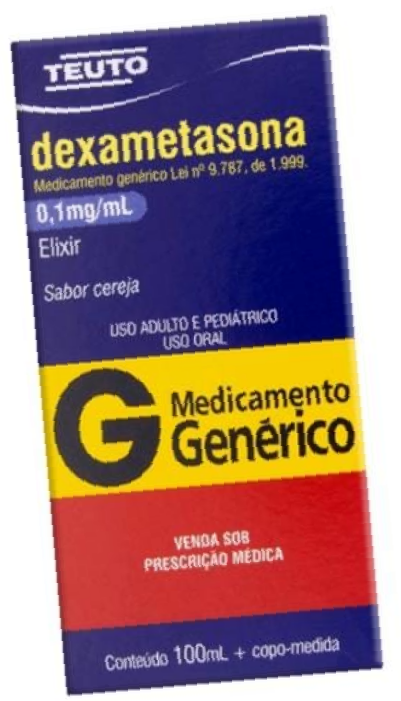 TEUTO
dexametasona
Medicamento genérico Lei nº 9.787, de 1.999.
0,1mg/mL
Elixir
Sabor cereja
USO ADULTO E PEDIÁTRICO
USO ORAL
G Medicamento
Genérico
VENDA SOB
PRESCRIÇÃO MÉDICA
Conteúdo 100mL + copo-medida